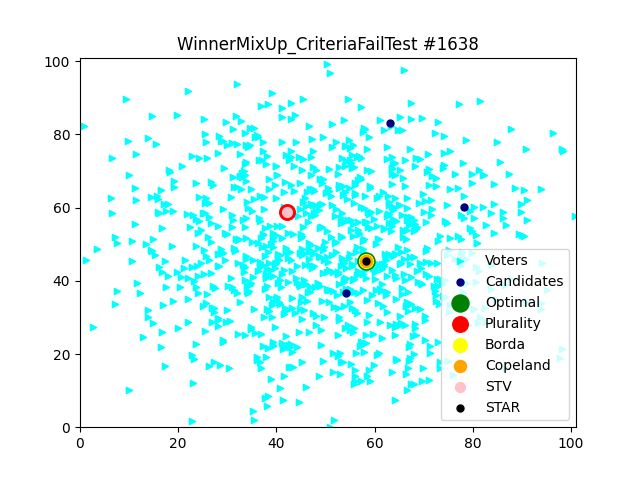 WinnerMixUp_CriteriaFailTest #1638
100
80
60
40
20
0
0 20 40 60 80 100
Voters
Candidates
Optimal
Plurality
Borda
Copeland
STV
STAR